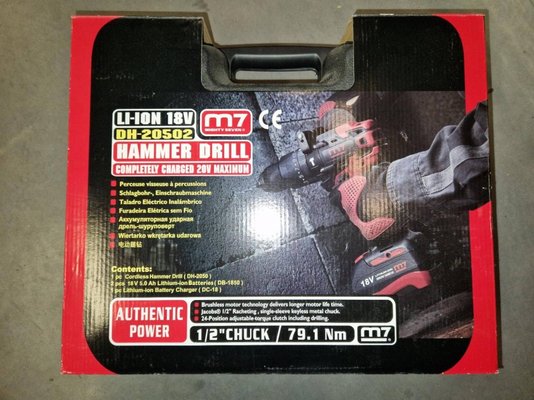 LI-ION 18V
DH-20502
m7
MIGHTY SEVEN®
CE
HAMMER DRILL
COMPLETELY CHARGED 20V MAXIMUM
Perceuse visseuse à percussions
Schlagbohr-, Einschraubmaschine
Taladro Eléctrico Inalámbrico
Furadeira Elétrica sem Fio
Аккумуляторная ударная
дрель-шуруповерт
Wiertarko wkrętarka udarowa
电动起钻
18V
Contents:
1 pc Cordless Hammer Drill ( DH-2050 )
2 pcs 18V 5.0 Ah Lithium-ion Batteries ( DB-1850 )
1 pc Lithium-ion Battery Charger ( DC-18 )
AUTHENTIC
POWER
Brushless motor technology delivers longer motor life time.
Jacobs® 1/2" Racheting , single-sleeve keyless metal chuck.
24-Position adjustable-torque clutch including drilling.
1/2"CHUCK / 79.1 Nm
m7